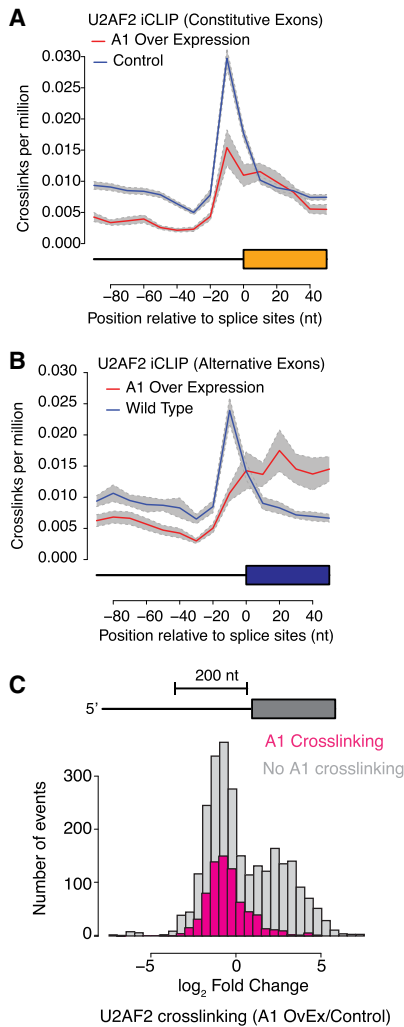 A
U2AF2 iCLIP (Constitutive Exons)
A1 Over Expression
Control
Crosslinks per million
0.030
0.025
0.020
0.015
0.010
0.005
0.000
−80 −60 −40 −20 0 20 40
Position relative to splice sites (nt)
B
U2AF2 iCLIP (Alternative Exons)
A1 Over Expression
Wild Type
Crosslinks per million
0.030
0.025
0.020
0.015
0.010
0.005
0.000
−80 −60 −40 −20 0 20 40
Position relative to splice sites (nt)
C
200 nt
5’
A1 Crosslinking
No A1 crosslinking
Number of events
300
200
100
0
−5 0 5
log2 Fold Change
U2AF2 crosslinking (A1 OvEx/Control)